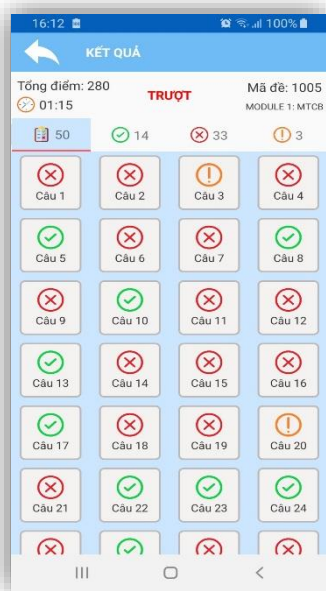 16:12 100%
KẾT QUẢ
Tổng điểm: 280
01:15
TRƯỢT
Mã đề: 1005
MODULE 1: MTCB
50 14 33 3
Câu 1 Câu 2 Câu 3 Câu 4
Câu 5 Câu 6 Câu 7 Câu 8
Câu 9 Câu 10 Câu 11 Câu 12
Câu 13 Câu 14 Câu 15 Câu 16
Câu 17 Câu 18 Câu 19 Câu 20
Câu 21 Câu 22 Câu 23 Câu 24